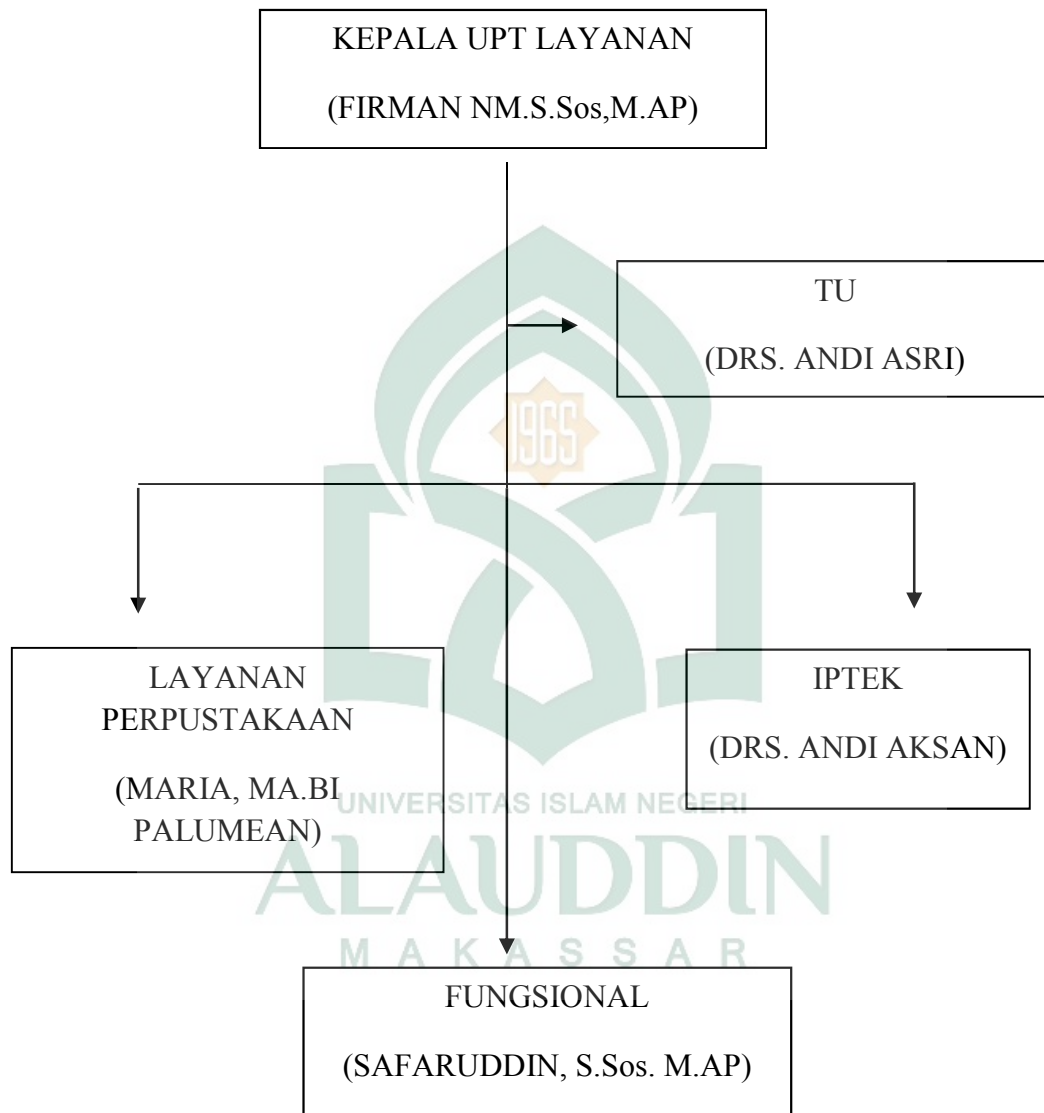 KEPALA UPT LAYANAN
(FIRMAN NM.S.Sos,M.AP)
TU
(DRS. ANDI ASRI)
1965
LAYANAN
PERPUSTAKAAN
(MARIA, MA.BI
PALUMEAN)
IPTEK
(DRS. ANDI AKSAN)
UNIVERSITAS ISLAM NEGERI
ALAUDDIN
MAKASSAR
FUNGSIONAL
(SAFARUDDIN, S.Sos. M.AP)